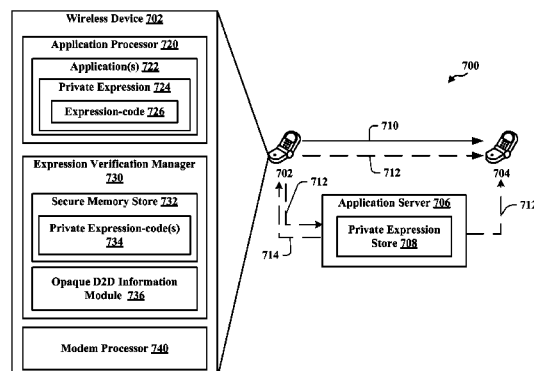 Wireless Device 702
Application Processor 720
Application(s) 722
Private Expression 724
Expression-code 726
Expression Verification Manager
730
Secure Memory Store 732
Private Expression-code(s)
734
Opaque D2D Information
Module 736
Modem Processor 740
700
710
712
702
704
712
714
Application Server 706
Private Expression
Store 708
712